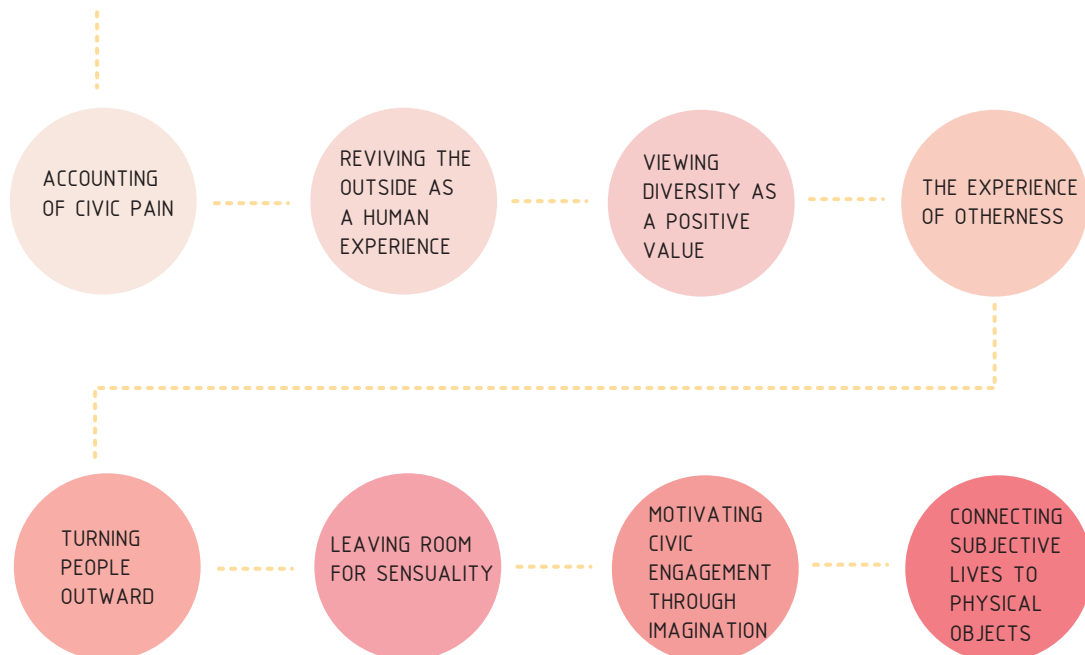 ACCOUNTING
OF CIVIC PAIN
REVIVING THE
OUTSIDE AS
A HUMAN
EXPERIENCE
VIEWING
DIVERSITY AS
A POSITIVE
VALUE
THE EXPERIENCE
OF OTHERNESS
TURNING
PEOPLE
OUTWARD
LEAVING ROOM
FOR SENSUALITY
MOTIVATING
CIVIC
ENGAGEMENT
THROUGH
IMAGINATION
CONNECTING
SUBJECTIVE
LIVES TO
PHYSICAL
OBJECTS